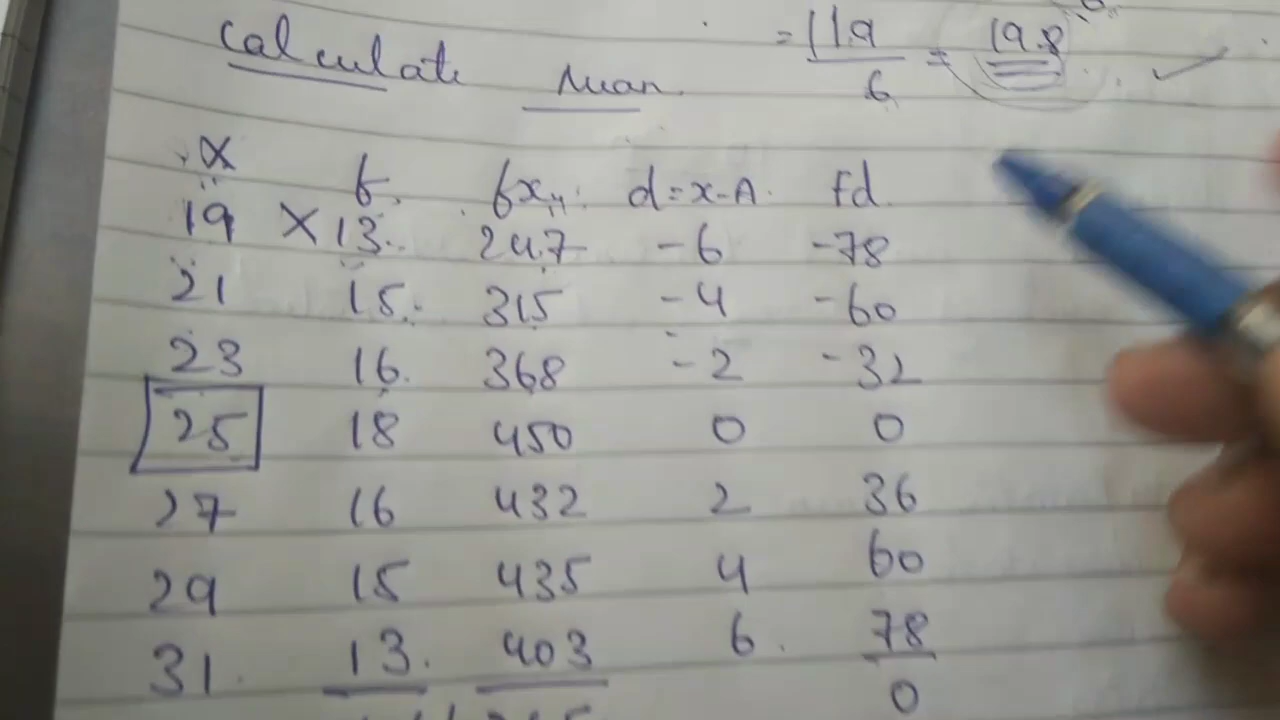 Calculate Mean. = 119/6 = 19.8
x f. fx d=x-A. fd
19 X 13 247 -6 -78
21 15 315 -4 -60
23 16 368 -2 -32
25 18 450 0 0
27 16 432 2 36
29 15 435 4 60
31. 13. 403 6. 78
0